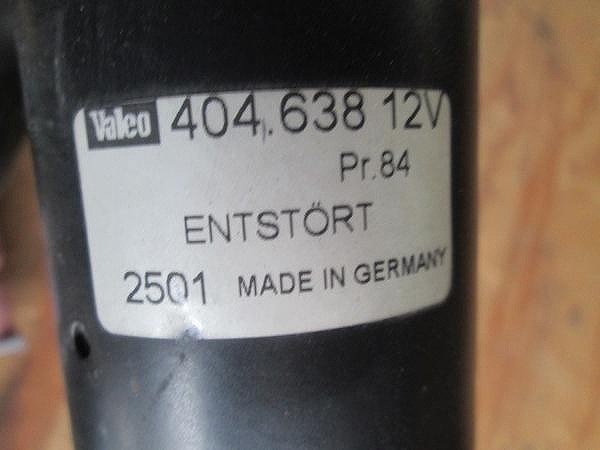 Valeo 404.638 12V
Pr.84
ENTSTÖRT
2501 MADE IN GERMANY